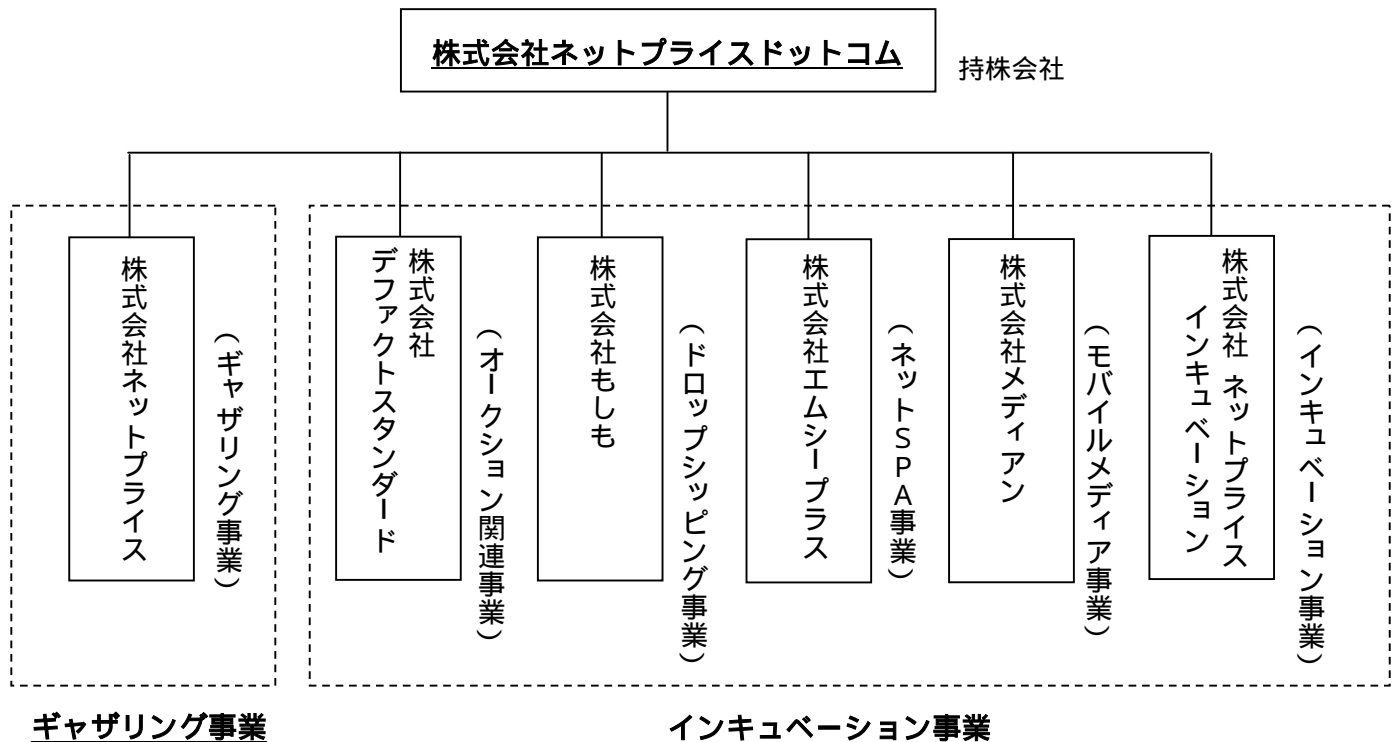 株式会社ネットプライスドットコム
持株会社
株式会社ネットプライス
（ギャザリング事業）
株式会社
デファクトスタンダード
（オークション関連事業）
株式会社もしも
（ドロップシッピング事業）
株式会社エムシープラス
（ネットSPA事業）
株式会社メディアン
（モバイルメディア事業）
株式会社 ネットプライス
インキュベーション
（インキュベーション事業）
ギャザリング事業
インキュベーション事業